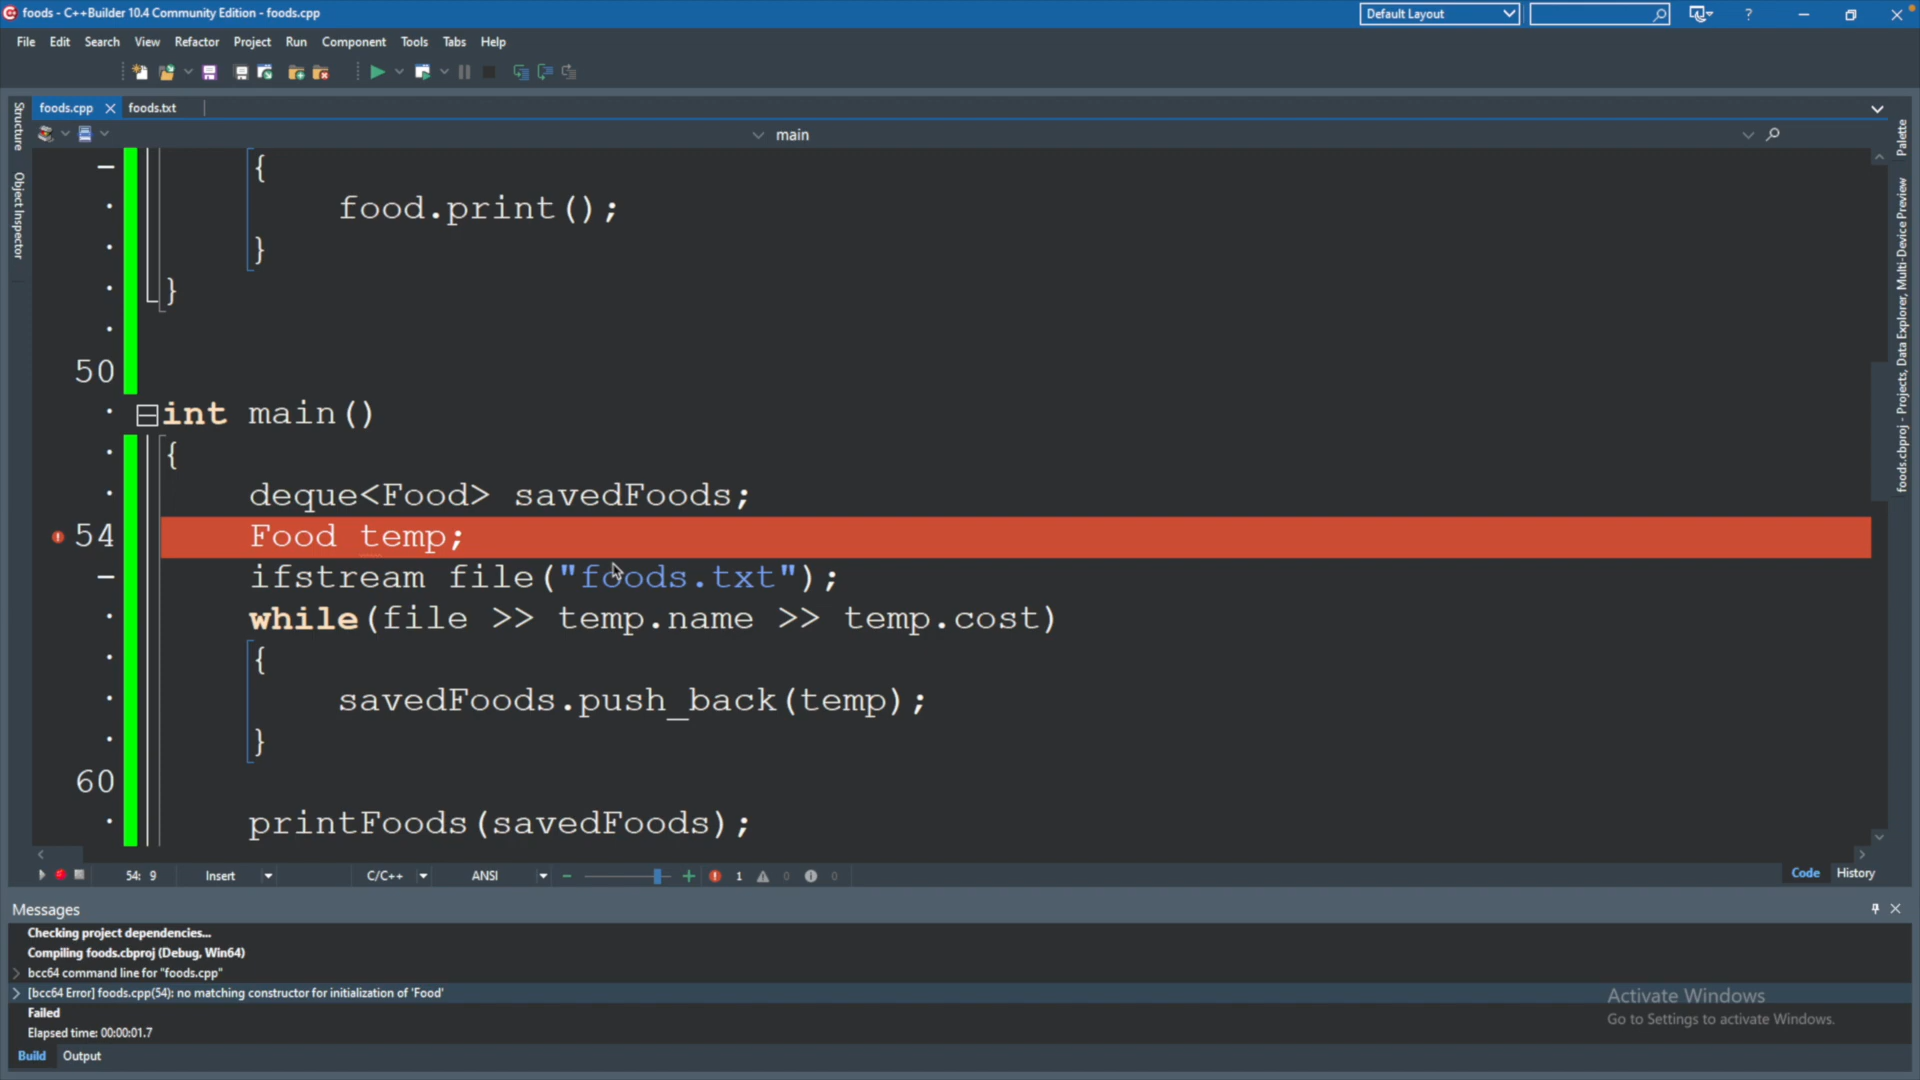 foods - C++Builder 10.4 Community Edition - foods.cpp
Default Layout
?
File Edit Search View Refactor Project Run Component Tools Tabs Help
foods.cpp foods.txt
main
Structure
Object Inspector
Palette
foods.cbproj - Projects, Data Explorer, Multi-Device Preview
{
food.print();
}
}
50
int main()
{
deque<Food> savedFoods;
54 Food temp;
ifstream file("foods.txt");
while(file >> temp.name >> temp.cost)
{
savedFoods.push_back(temp);
}
60
printFoods(savedFoods);
54: 9 Insert C/C++ ANSI 1 0 0
Code History
Messages
Checking project dependencies...
Compiling foods.cbproj (Debug, Win64)
bcc64 command line for "foods.cpp"
[bcc64 Error] foods.cpp(54): no matching constructor for initialization of 'Food'
Failed
Elapsed time: 00:00:01.7
Build Output
Activate Windows
Go to Settings to activate Windows.